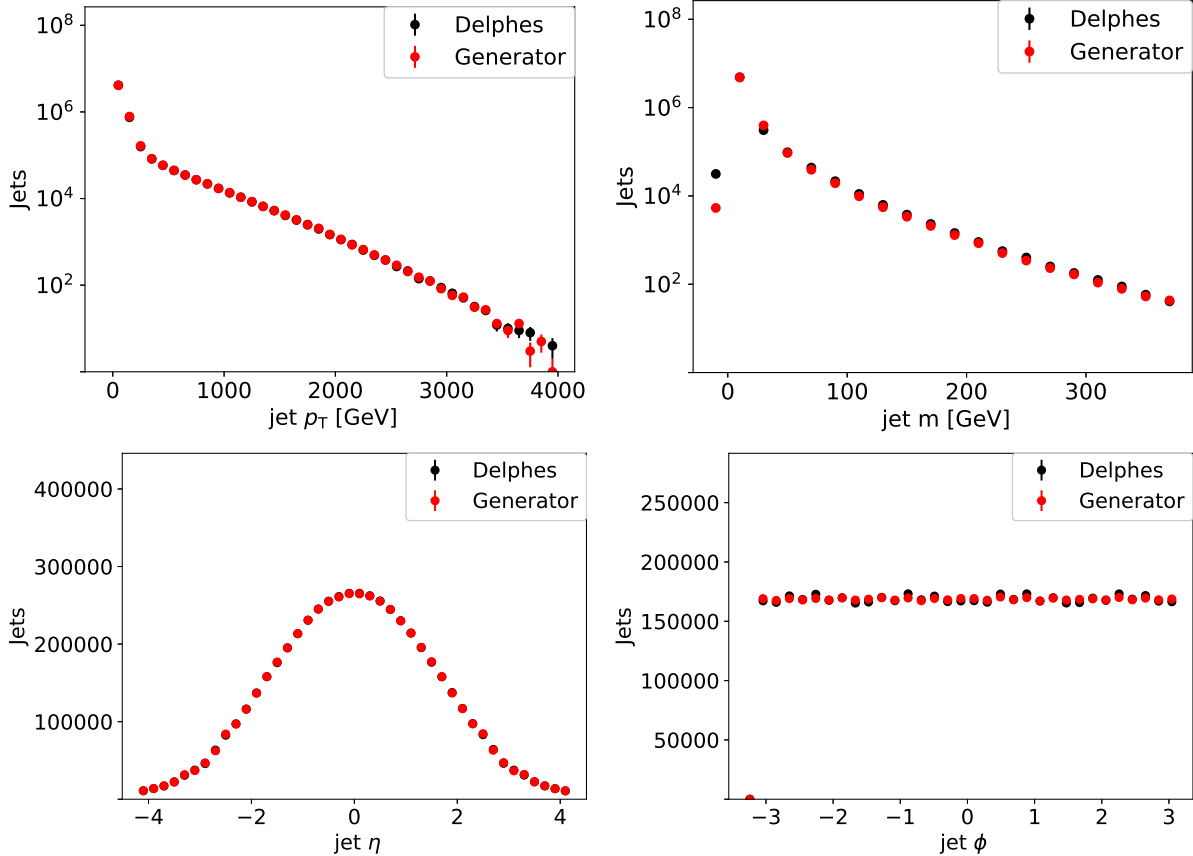 10^8
10^6
10^4
10^2
Jets
Delphes
Generator
0 1000 2000 3000 4000
jet p_T [GeV]
10^8
10^6
10^4
10^2
Jets
Delphes
Generator
0 100 200 300
jet m [GeV]
400000
300000
200000
100000
Jets
Delphes
Generator
−4 −2 0 2 4
jet η
250000
200000
150000
100000
50000
Jets
Delphes
Generator
−3 −2 −1 0 1 2 3
jet ϕ